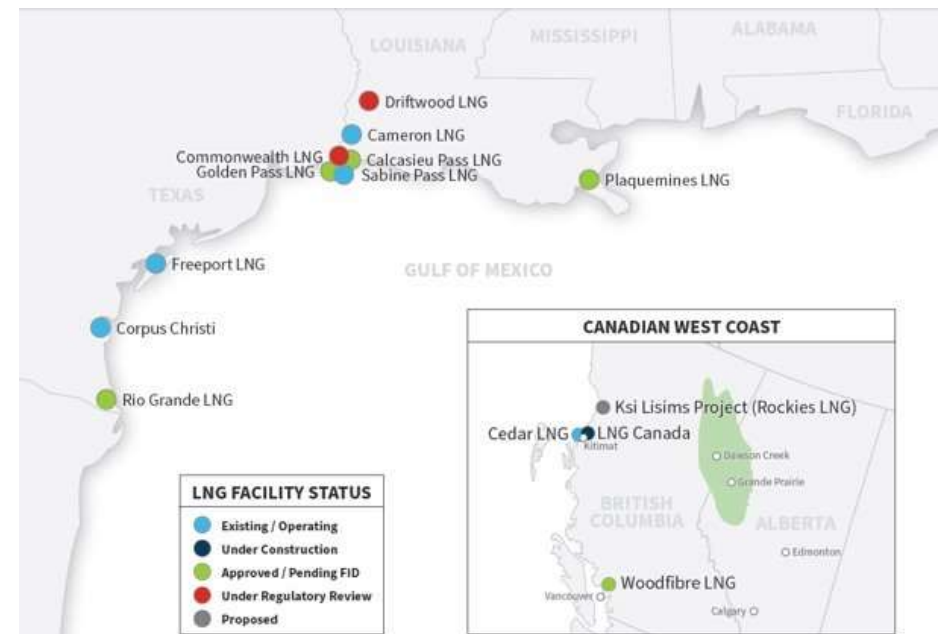 LOUISIANA
MISSISSIPPI
ALABAMA
FLORIDA
Driftwood LNG
Cameron LNG
Commonwealth LNG
Calcasieu Pass LNG
Golden Pass LNG
Sabine Pass LNG
Plaquemines LNG
TEXAS
Freeport LNG
GULF OF MEXICO
Corpus Christi
Rio Grande LNG
CANADIAN WEST COAST
Ksi Lisims Project (Rockies LNG)
Cedar LNG
LNG Canada
Kitimat
Dawson Creek
Grande Prairie
BRITISH
COLUMBIA
ALBERTA
Edmonton
Woodfibre LNG
Vancouver
Calgary
LNG FACILITY STATUS
Existing / Operating
Under Construction
Approved / Pending FID
Under Regulatory Review
Proposed